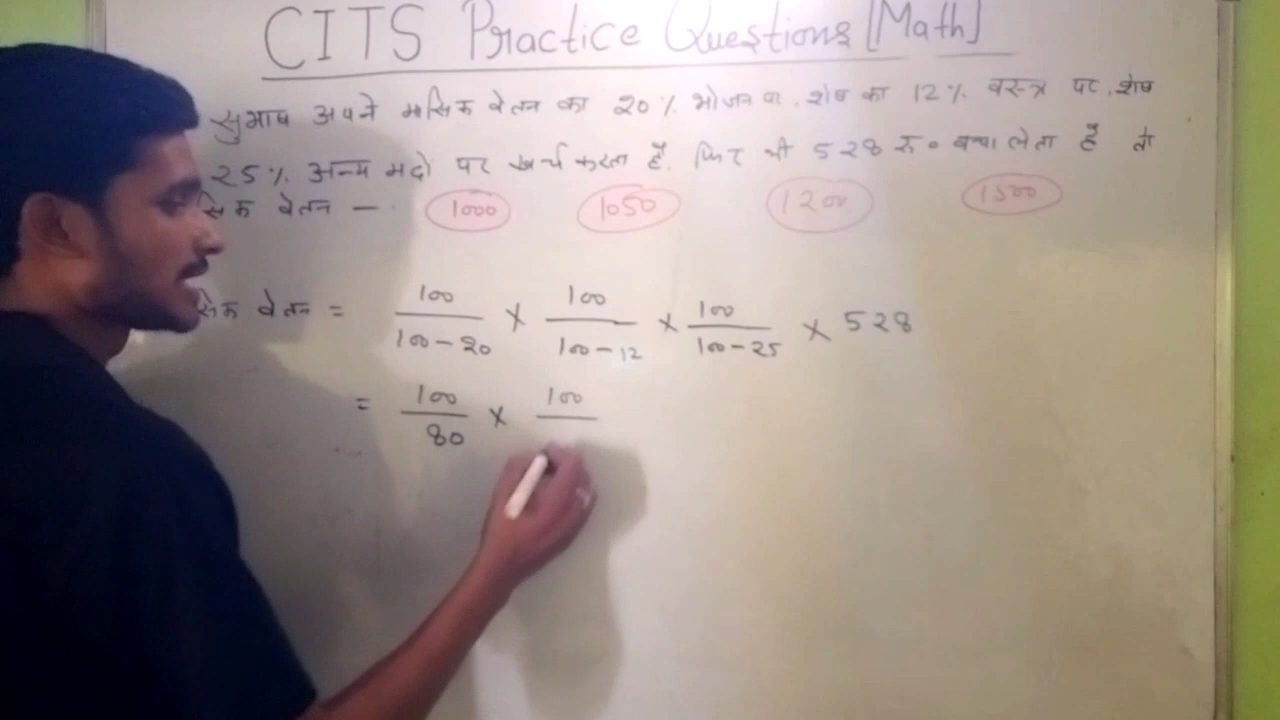 CITS Practice Questions [Math]
सुभाष अपने मासिक वेतन का 20% भोजन पर, शेष का 12% वस्त्र पर, शेष
25% अन्य मदो पर खर्च करता है. फिर भी 528 रु० बचा लेता है तो
सिक वेतन — 1000 1050 1200 1500
सिक वेतन = 100/100-20 × 100/100-12 × 100/100-25 × 528
= 100/80 × 100